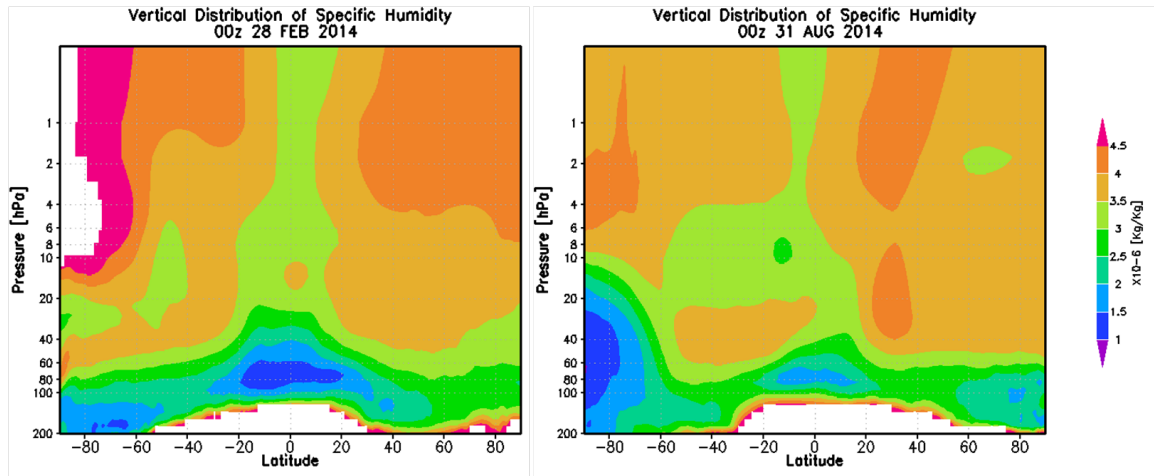 Vertical Distribution of Specific Humidity
00z 28 FEB 2014
Pressure [hPa]
1
2
4
6
8
10
20
40
60
80
100
200
−80 −60 −40 −20 0 20 40 60 80
Latitude
Vertical Distribution of Specific Humidity
00z 31 AUG 2014
Pressure [hPa]
1
2
4
6
8
10
20
40
60
80
100
200
−80 −60 −40 −20 0 20 40 60 80
Latitude
4.5
4
3.5
3
2.5
2
1.5
1
X10−6 [Kg/Kg]